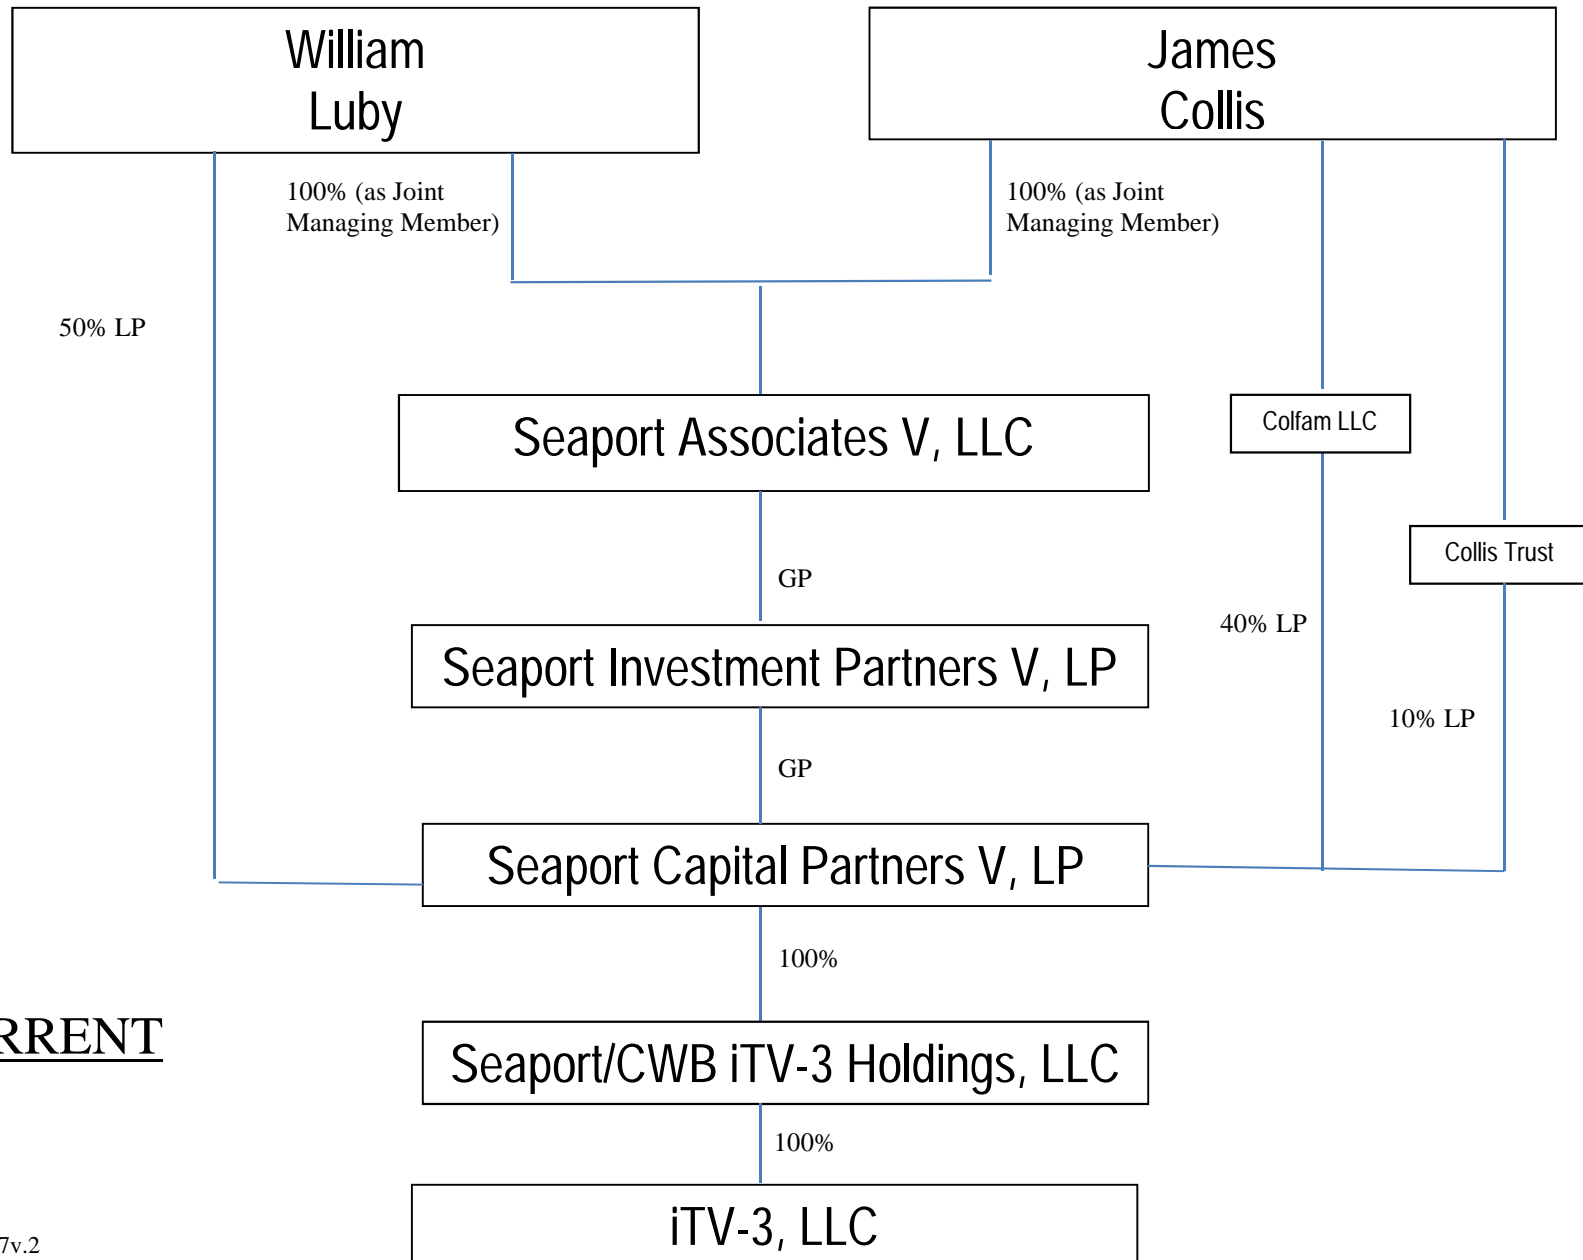 William
Luby
James
Collis
100% (as Joint
Managing Member)
100% (as Joint
Managing Member)
50% LP
Seaport Associates V, LLC
Colfam LLC
Collis Trust
GP
40% LP
Seaport Investment Partners V, LP
10% LP
GP
Seaport Capital Partners V, LP
100%
RRENT
Seaport/CWB iTV-3 Holdings, LLC
100%
iTV-3, LLC
7v.2